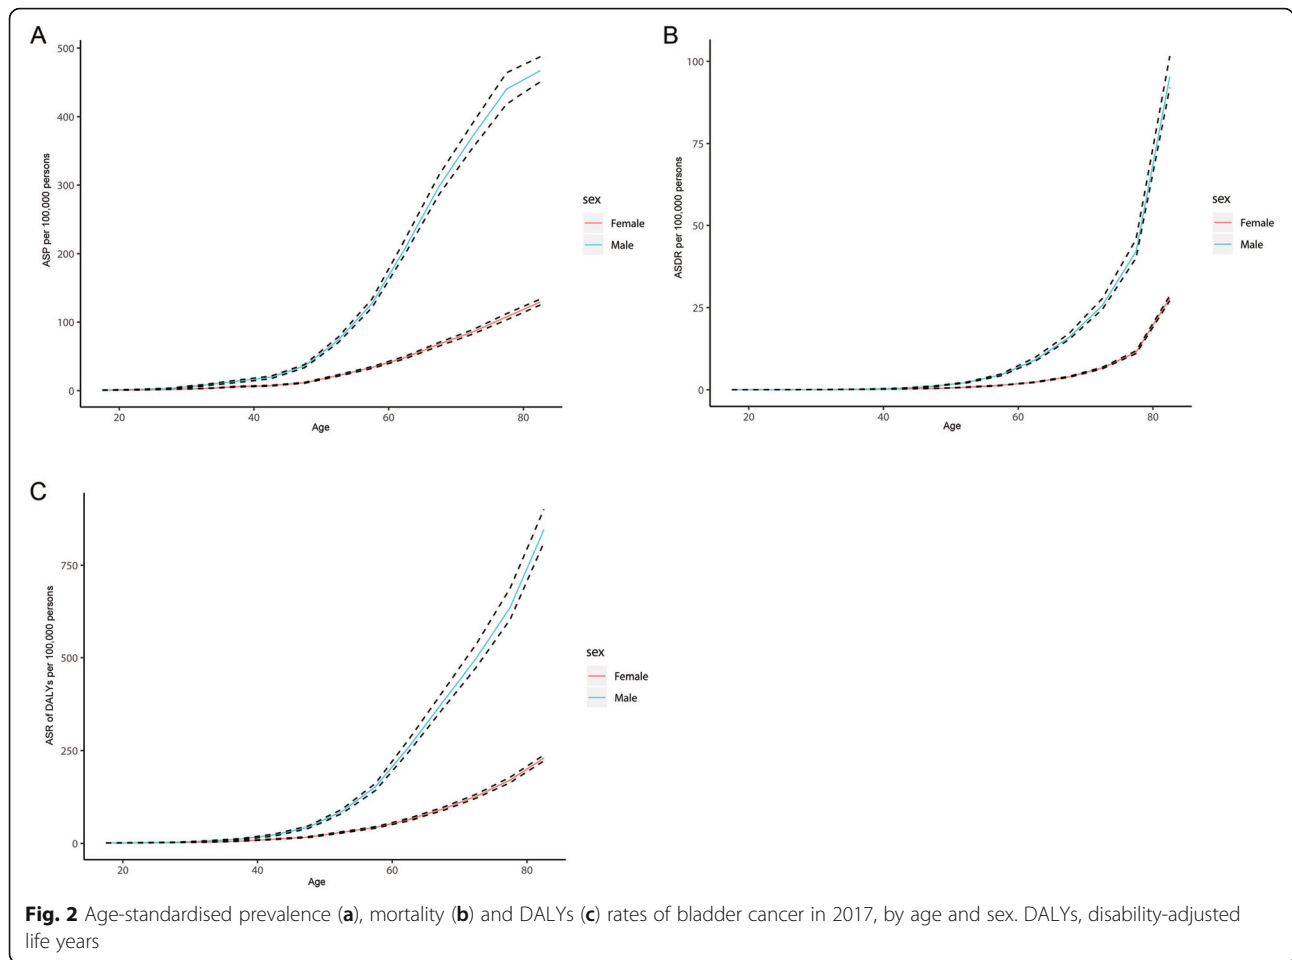 A
500
400
300
200
100
0
ASP per 100,000 persons
20 40 60 80
Age
sex
Female
Male
B
100
75
50
25
0
ASDR per 100,000 persons
20 40 60 80
Age
sex
Female
Male
C
750
500
250
0
ASR of DALYs per 100,000 persons
20 40 60 80
Age
sex
Female
Male
Fig. 2 Age-standardised prevalence (a), mortality (b) and DALYs (c) rates of bladder cancer in 2017, by age and sex. DALYs, disability-adjusted
life years